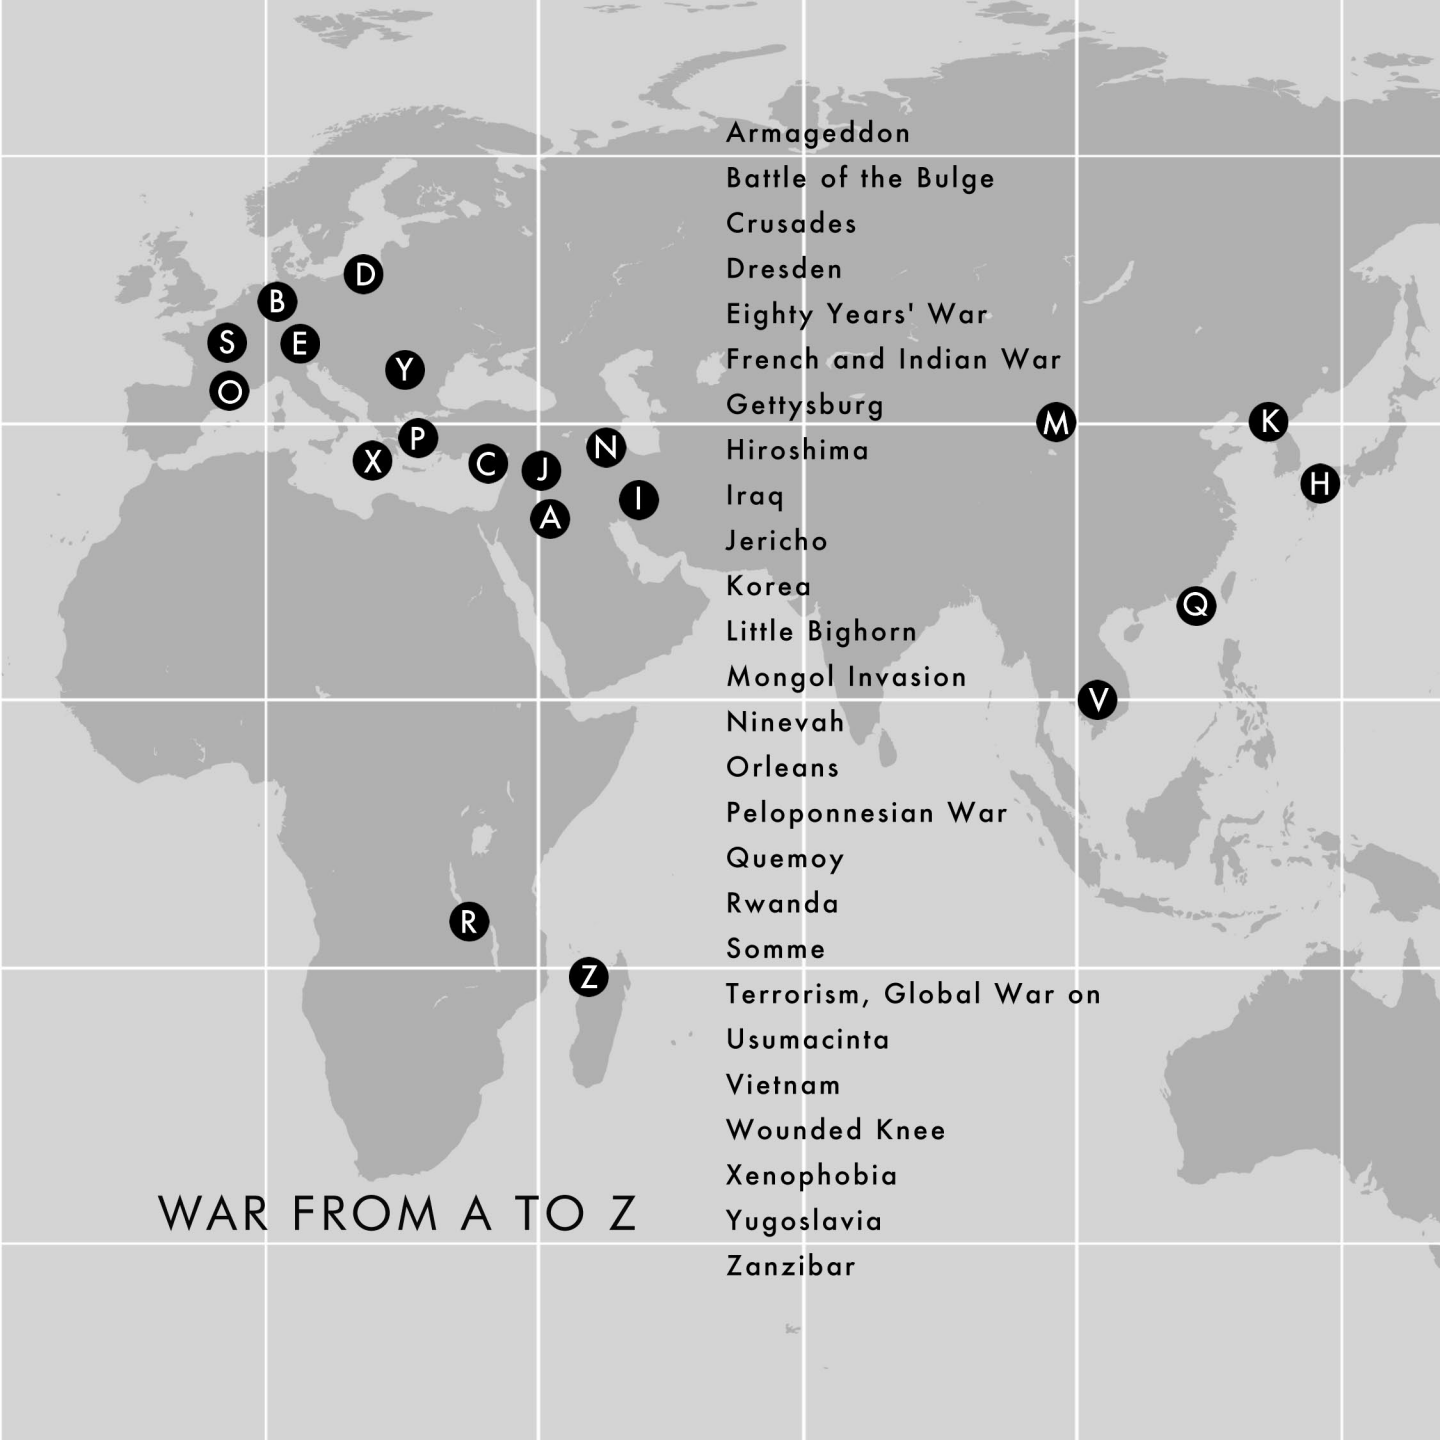 Armageddon
Battle of the Bulge
Crusades
Dresden
Eighty Years' War
French and Indian War
Gettysburg
Hiroshima
Iraq
Jericho
Korea
Little Bighorn
Mongol Invasion
Ninevah
Orleans
Peloponnesian War
Quemoy
Rwanda
Somme
Terrorism, Global War on
Usumacinta
Vietnam
Wounded Knee
Xenophobia
Yugoslavia
Zanzibar
D
B
S
E
Y
O
M
K
P
N
X
C
J
H
I
A
Q
V
R
Z
WAR FROM A TO Z